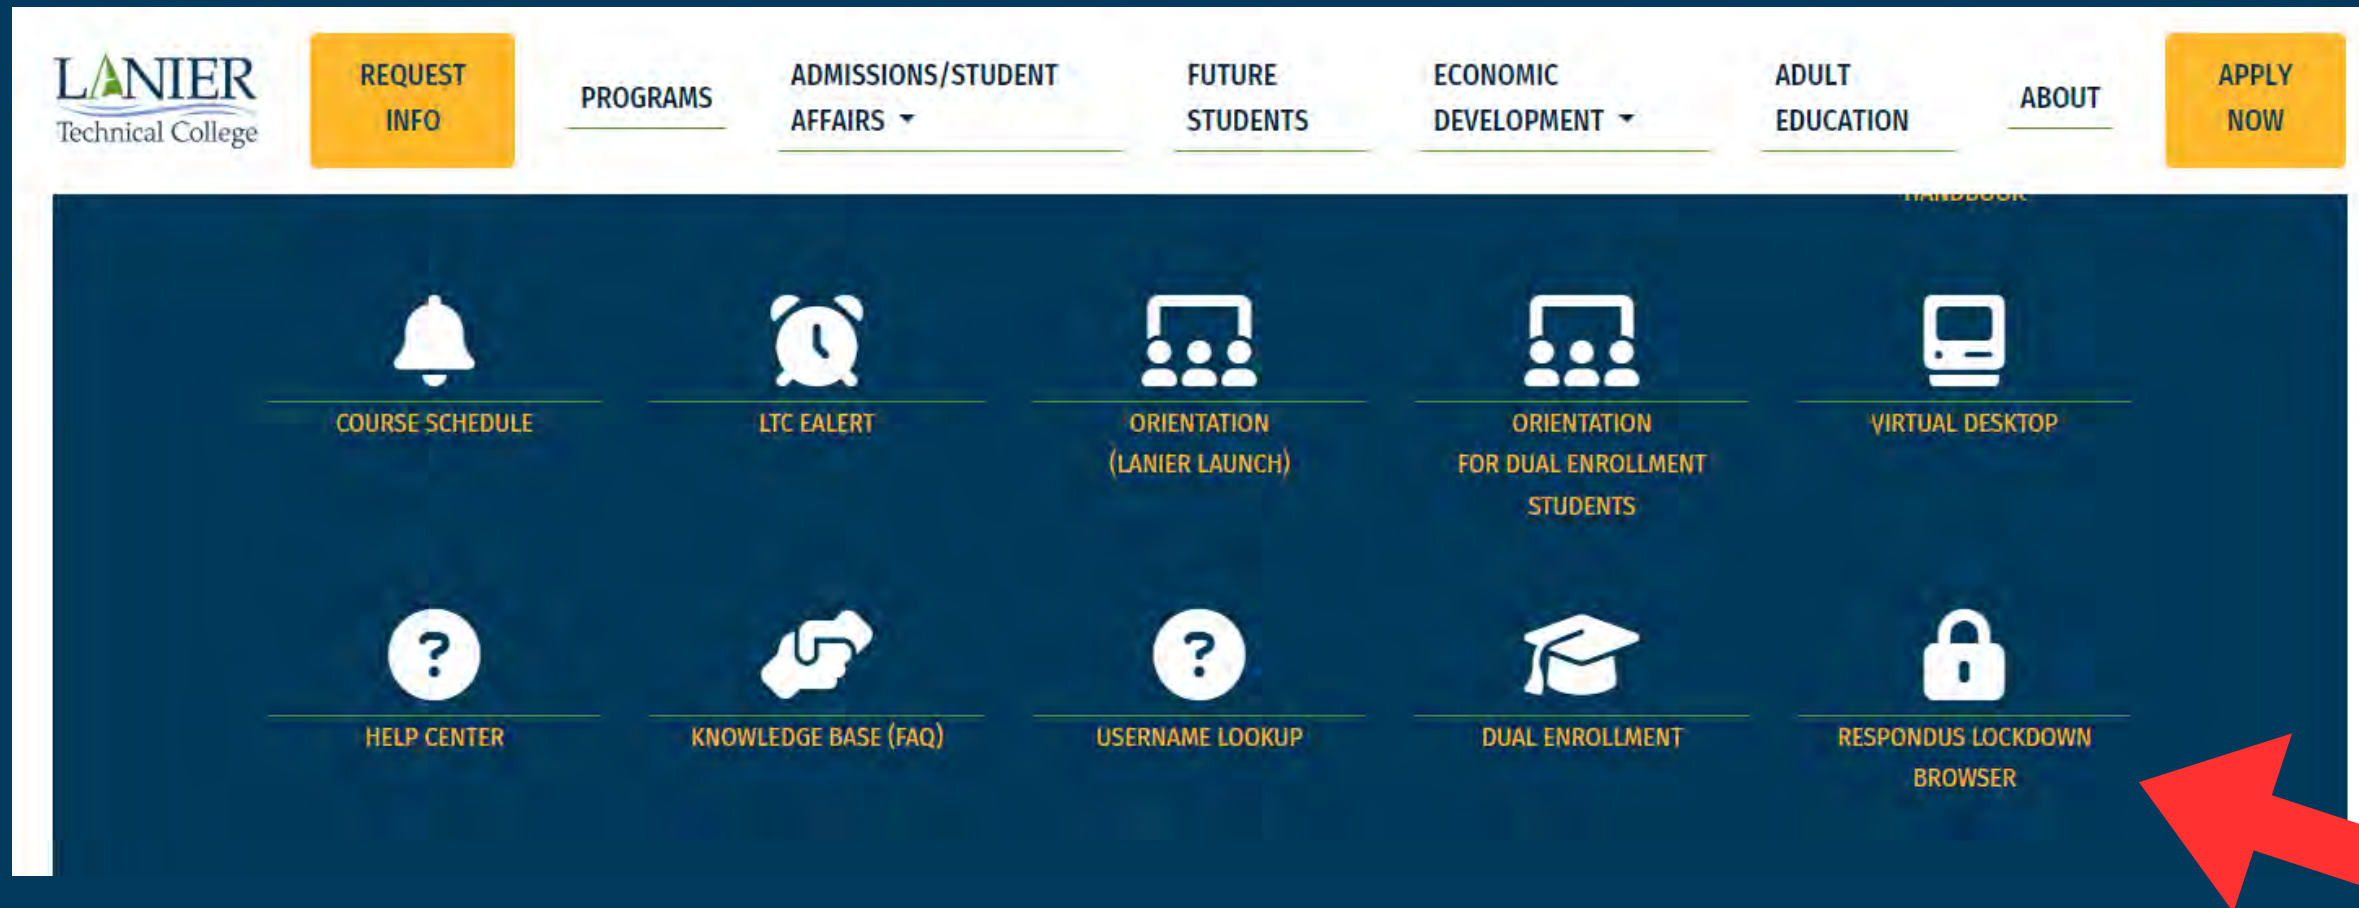 LANIER
Technical College
REQUEST
INFO
PROGRAMS
ADMISSIONS/STUDENT
AFFAIRS
FUTURE
STUDENTS
ECONOMIC
DEVELOPMENT
ADULT
EDUCATION
ABOUT
APPLY
NOW
HANDBOOK
COURSE SCHEDULE
LTC EALERT
ORIENTATION
(LANIER LAUNCH)
ORIENTATION
FOR DUAL ENROLLMENT
STUDENTS
VIRTUAL DESKTOP
?
HELP CENTER
KNOWLEDGE BASE (FAQ)
?
USERNAME LOOKUP
DUAL ENROLLMENT
RESPONDUS LOCKDOWN
BROWSER